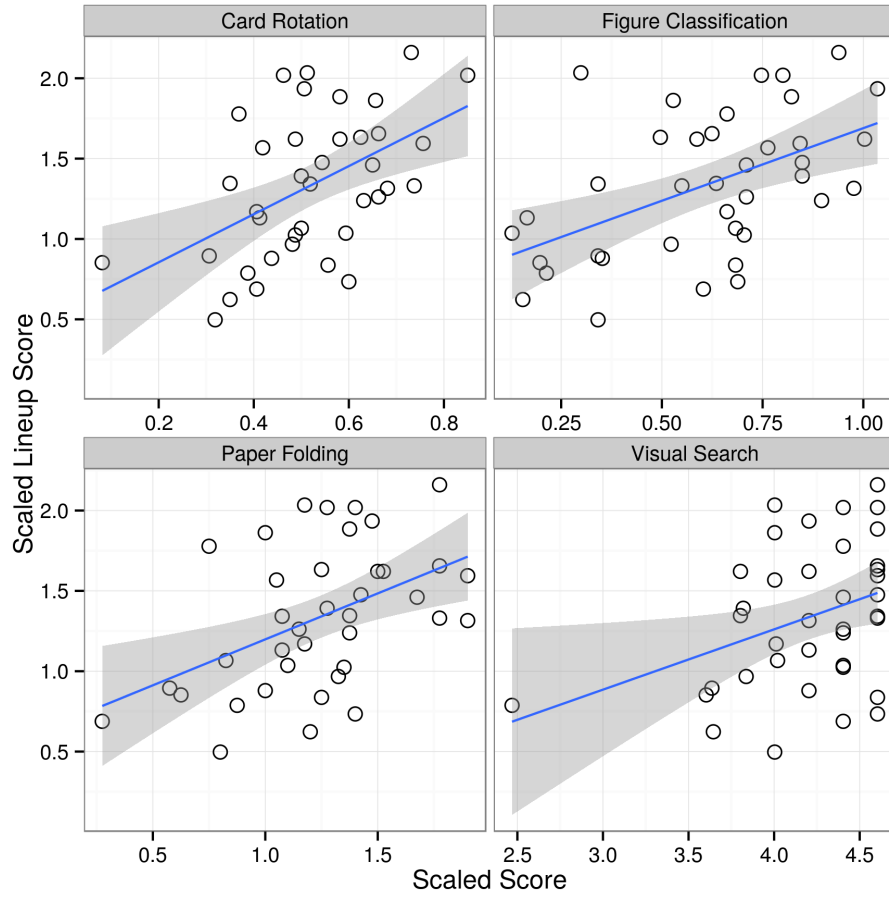 Card Rotation
Figure Classification
2.0
1.5
1.0
0.5
0.2 0.4 0.6 0.8
0.25 0.50 0.75 1.00
Scaled Lineup Score
Paper Folding
Visual Search
2.0
1.5
1.0
0.5
0.5 1.0 1.5
2.5 3.0 3.5 4.0 4.5
Scaled Score